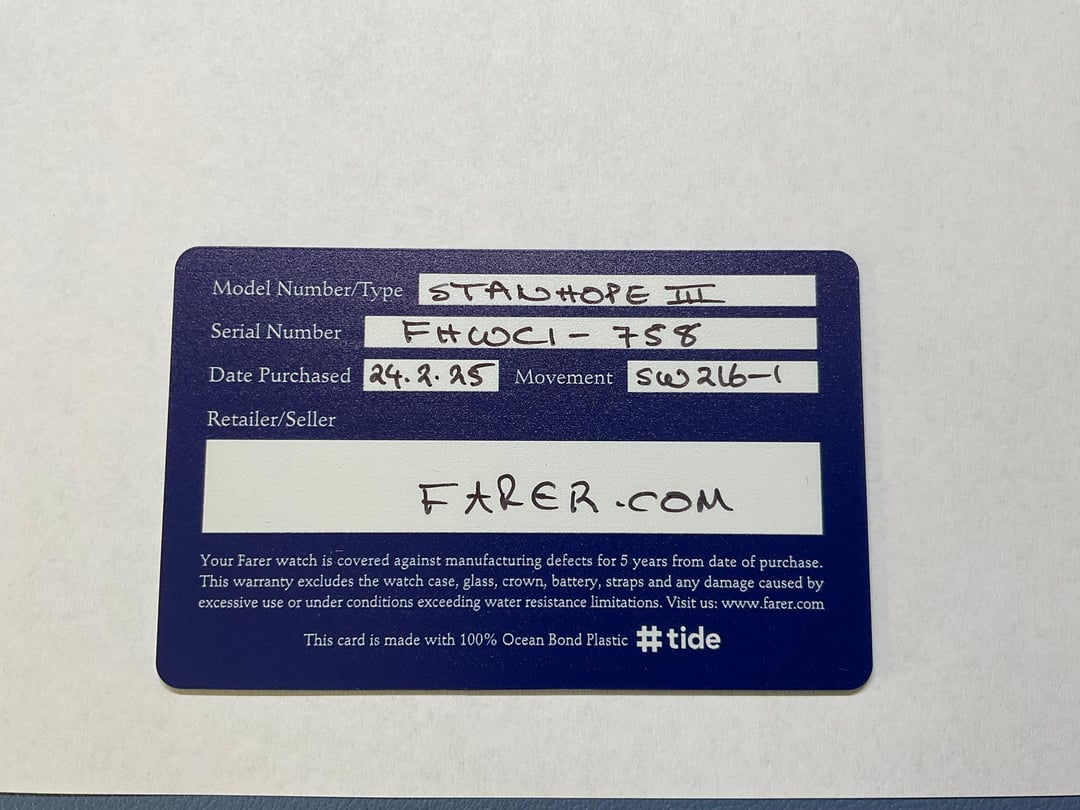 Model Number/Type STANHOPE III
Serial Number FHWC1 - 758
Date Purchased 24.2.25 Movement SW216-1
Retailer/Seller
FARER.COM
Your Farer watch is covered against manufacturing defects for 5 years from date of purchase.
This warranty excludes the watch case, glass, crown, battery, straps and any damage caused by
excessive use or under conditions exceeding water resistance limitations. Visit us: www.farer.com
This card is made with 100% Ocean Bond Plastic #tide